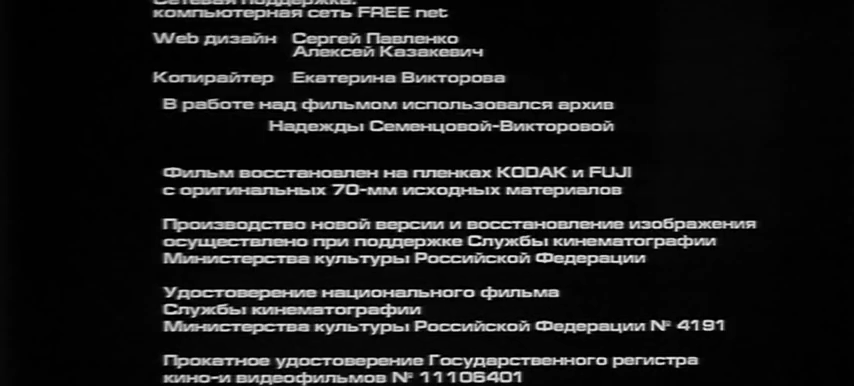 Сетевая поддержка:
компьютерная сеть FREE net
Web дизайн Сергей Павленко
Алексей Казакевич
Копирайтер Екатерина Викторова
В работе над фильмом использовался архив
Надежды Семенцовой-Викторовой
Фильм восстановлен на пленках KODAK и FUJI
с оригинальных 70-мм исходных материалов
Производство новой версии и восстановление изображения
осуществлено при поддержке Службы кинематографии
Министерства культуры Российской Федерации
Удостоверение национального фильма
Службы кинематографии
Министерства культуры Российской Федерации № 4191
Прокатное удостоверение Государственного регистра
кино-и видеофильмов № 11106401